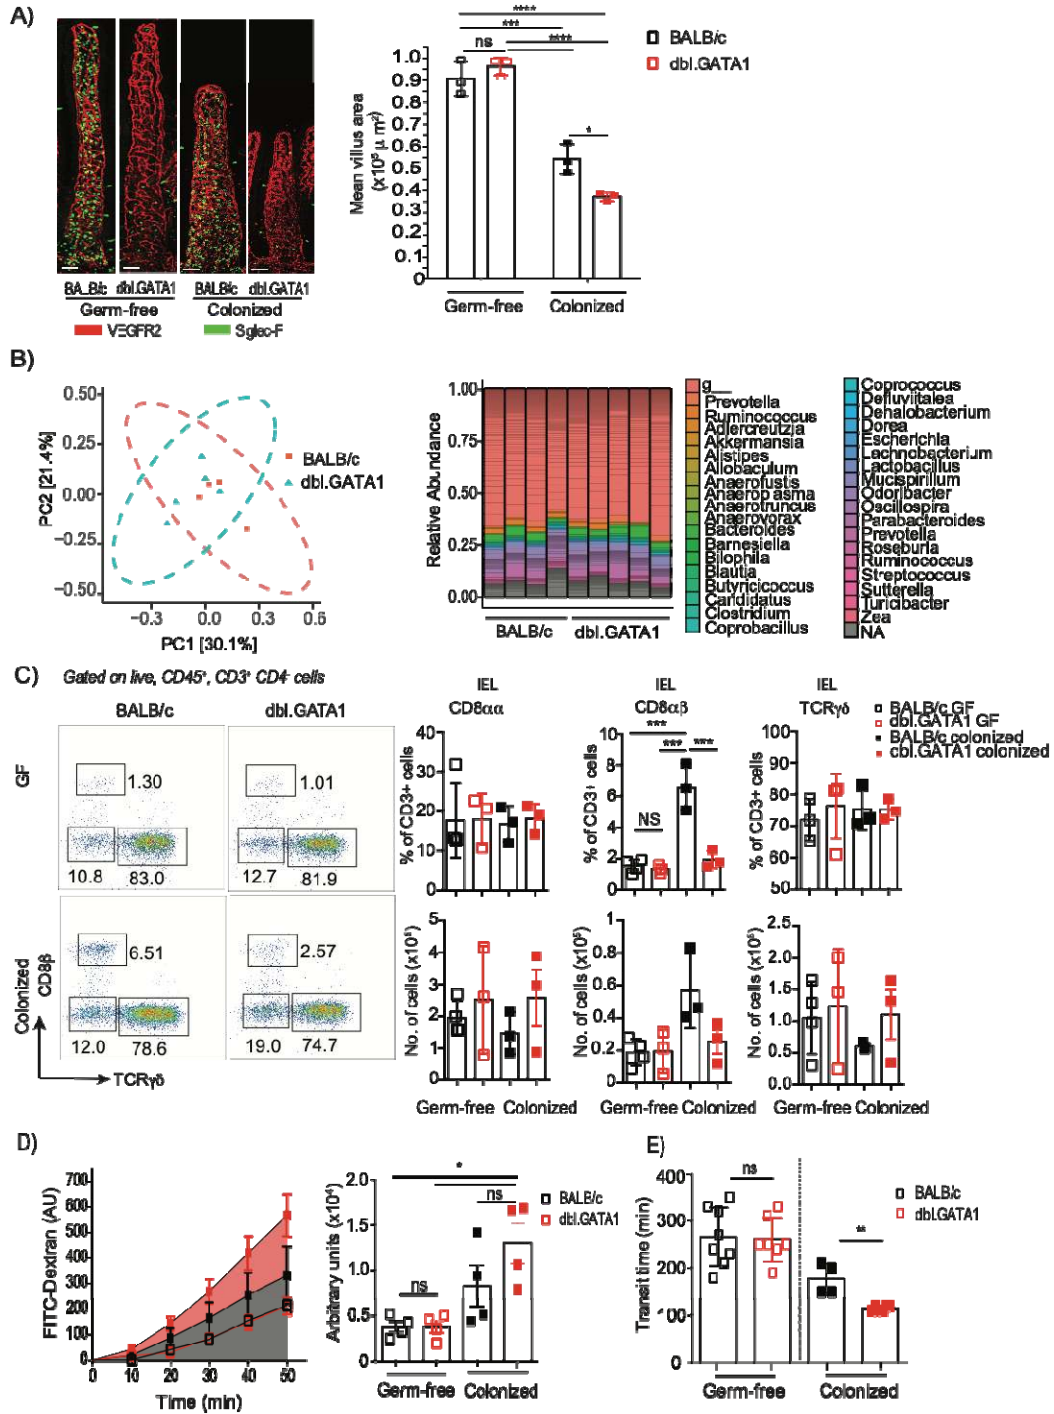 A)
BA_B/c dbl.GATA1 BALB/c dbl.GATA1
Germ-free Colonized
VEGFR2 Sglec-F
Mean villus area
(x10⁵ μ m²)
1.0
0.9
0.8
0.7
0.6
0.5
0.4
0.3
0.2
0.1
0
****
***
ns
****
*
BALB/c
dbl.GATA1
Germ-free Colonized
B)
PC2 [21.4%]
0.50
0.25
0.00
−0.25
−0.50
−0.3 0.0 0.3 0.6
PC1 [30.1%]
BALB/c
dbl.GATA1
Relative Abundance
1.00
0.75
0.50
0.25
0.00
BALB/c dbl.GATA1
g__
Prevotella
Ruminococcus
Adlercreutzia
Akkermansia
Alistipes
Allobaculum
Anaerofustis
Anaerop asma
Anaerotruncus
Anaerovorax
Bacteroides
Barnesiella
Bilophila
Blautia
Butyricicoccus
Candidatus
Clostridium
Coprobacillus
Coprococcus
Defluviitalea
Dehalobacterium
Dorea
Escherichia
Lachnobacterium
Lactobacillus
Mucispirillum
Odoribacter
Oscillospira
Parabacteroides
Prevotella
Roseburia
Ruminococcus
Streptococcus
Sutterella
Turicibacter
Zea
NA
C)
Gated on live, CD45⁺, CD3⁺ CD4⁻ cells
BALB/c dbl.GATA1
GF
1.30
10.8 83.0
1.01
12.7 81.9
Colonized
6.51
12.0 78.6
2.57
19.0 74.7
CD8β
TCRγδ
IEL
CD8αα
% of CD3+ cells
40
30
20
10
0
IEL
CD8αβ
% of CD3+ cells
10
8
6
4
2
0
***
***
***
NS
IEL
TCRγδ
% of CD3+ cells
100
90
80
70
60
50
BALB/c GF
dbl.GATA1 GF
BALB/c colonized
dbl.GATA1 colonized
No. of cells (x10⁵)
5
4
3
2
1
0
Germ-free Colonized
No. of cells (x10⁵)
1
0.8
0.6
0.4
0.2
0
Germ-free Colonized
No. of cells (x10⁶)
2.5
2.0
1.5
1.0
0.5
0
Germ-free Colonized
D)
FITC-Dextran (AU)
700
600
500
400
300
200
100
0
0 10 20 30 40 50
Time (min)
Arbitrary units (x10⁴)
2.0
1.5
1.0
0.5
0
*
ns
ns
BALB/c
dbl.GATA1
Germ-free Colonized
E)
Transit time (min)
400
300
200
100
0
ns
**
BALB/c
dbl.GATA1
Germ-free Colonized